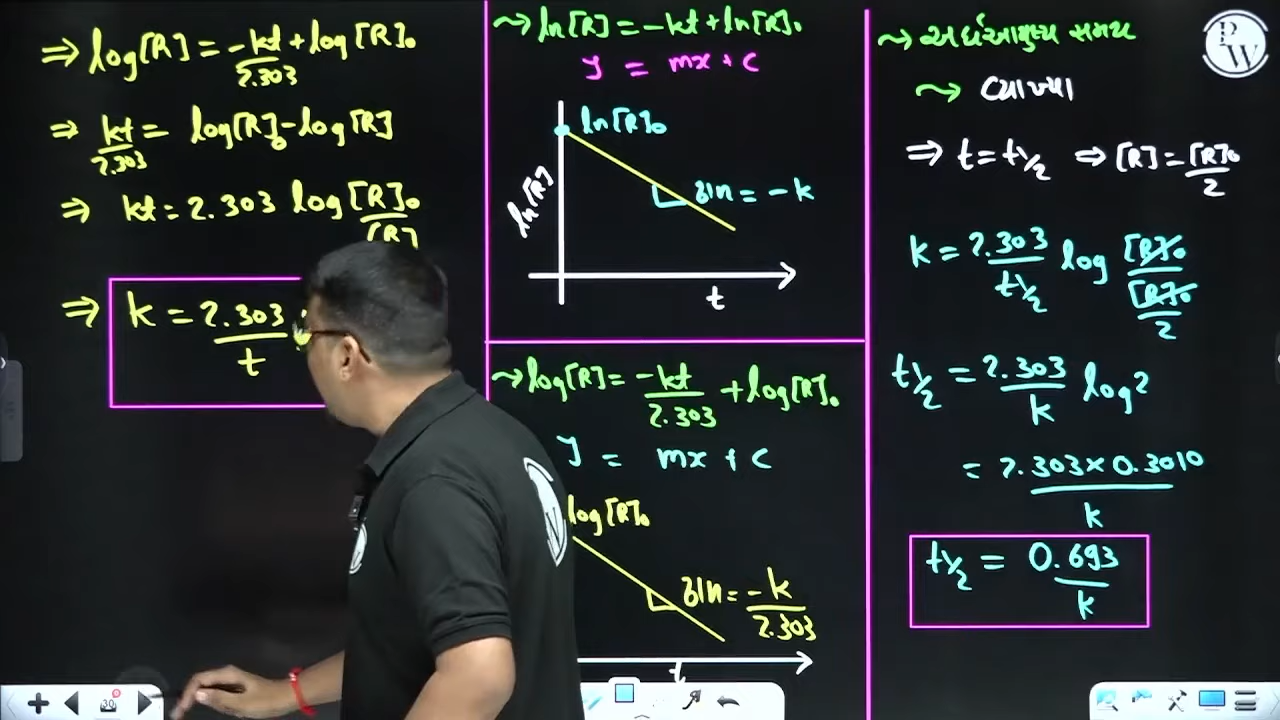 ⇒ log[R] = -kt/2.303 + log[R]₀
⇒ kt/2.303 = log[R]₀ - log[R]
⇒ kt = 2.303 log [R]₀/[R]
⇒ k = 2.303/t
⤳ ln[R] = -kt + ln[R]₀
y = mx + c
ln[R]₀
ln[R]
ઢાળ = -k
t
⤳ log[R] = -kt/2.303 + log[R]₀
y = mx + c
log[R]₀
ઢાળ = -k/2.303
t
⤳ અર્ધઆયુષ્ય સમય
⤳ વ્યાખ્યા
⇒ t = t½ ⇒ [R] = [R]₀/2
k = 2.303/t½ log [R]₀/[R]₀/2
t½ = 2.303/k log2
= 2.303 × 0.3010/k
t½ = 0.693/k
P
W
30